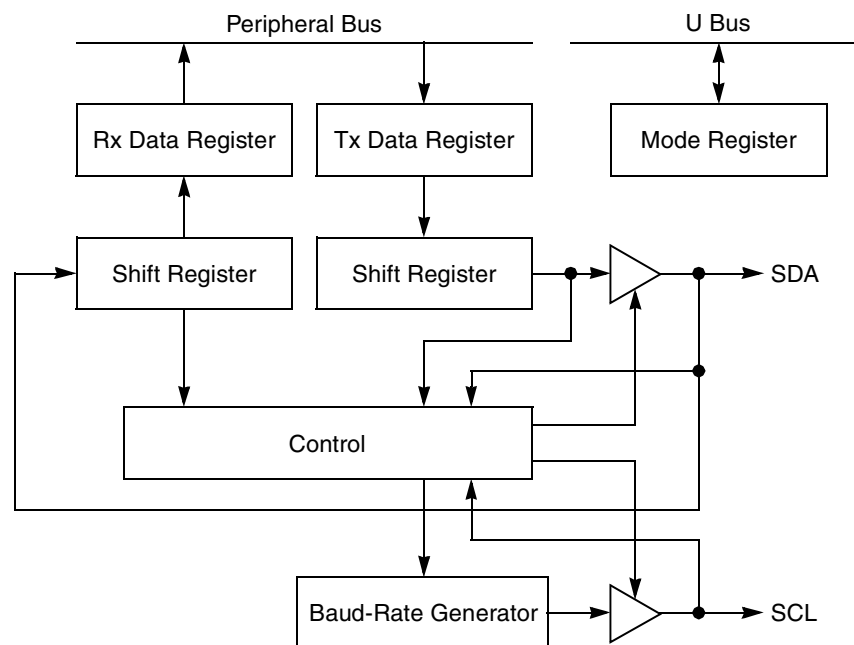 Peripheral Bus
U Bus
Rx Data Register
Tx Data Register
Mode Register
Shift Register
Shift Register
SDA
Control
Baud-Rate Generator
SCL